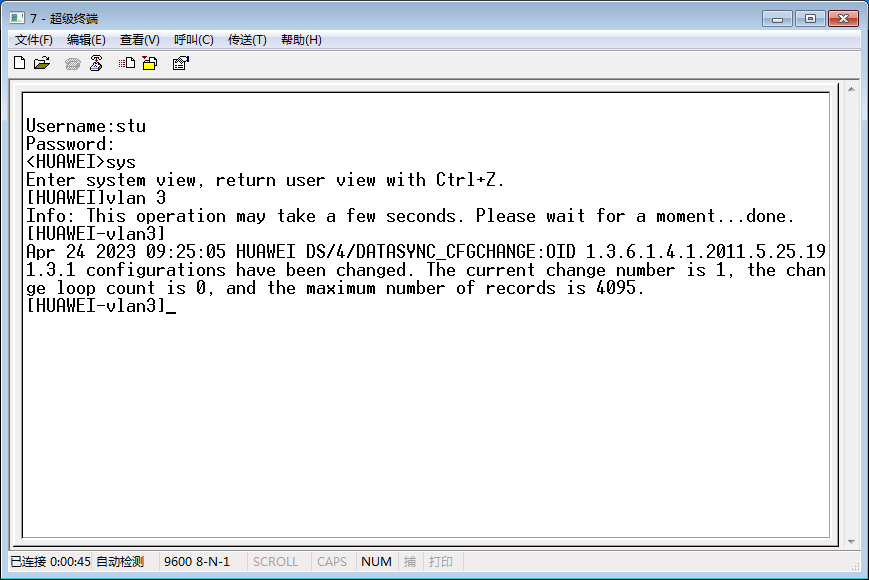 7 - 超级终端
文件(F) 编辑(E) 查看(V) 呼叫(C) 传送(T) 帮助(H)
Username:stu
Password:
<HUAWEI>sys
Enter system view, return user view with Ctrl+Z.
[HUAWEI]vlan 3
Info: This operation may take a few seconds. Please wait for a moment...done.
[HUAWEI-vlan3]
Apr 24 2023 09:25:05 HUAWEI DS/4/DATASYNC_CFGCHANGE:OID 1.3.6.1.4.1.2011.5.25.19
1.3.1 configurations have been changed. The current change number is 1, the chan
ge loop count is 0, and the maximum number of records is 4095.
[HUAWEI-vlan3]_
已连接 0:00:45 自动检测 9600 8-N-1 SCROLL CAPS NUM 捕 打印